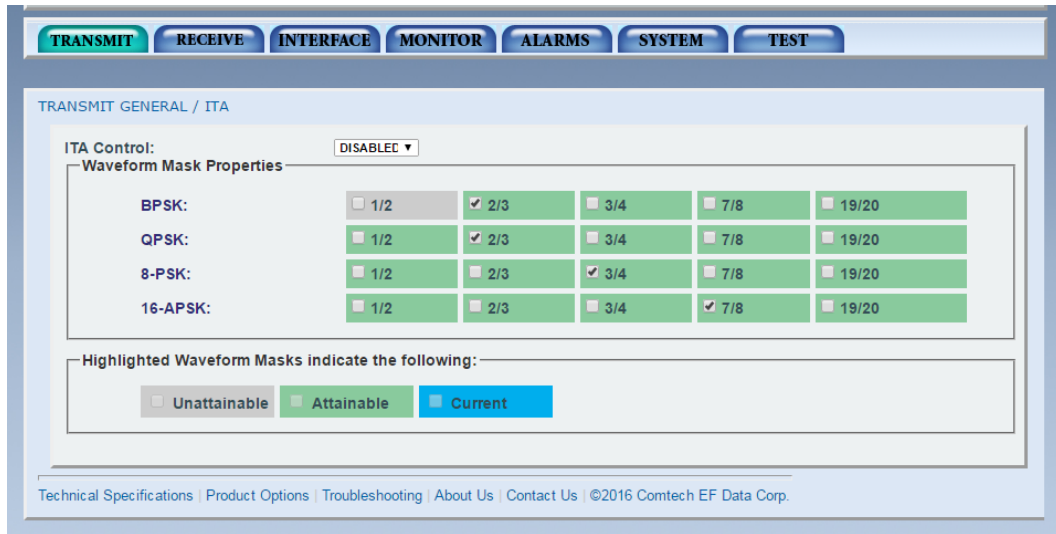 TRANSMIT RECEIVE INTERFACE MONITOR ALARMS SYSTEM TEST
TRANSMIT GENERAL / ITA
ITA Control: DISABLED
Waveform Mask Properties
BPSK: 1/2 2/3 3/4 7/8 19/20
QPSK: 1/2 2/3 3/4 7/8 19/20
8-PSK: 1/2 2/3 3/4 7/8 19/20
16-APSK: 1/2 2/3 3/4 7/8 19/20
Highlighted Waveform Masks indicate the following:
Unattainable Attainable Current
Technical Specifications | Product Options | Troubleshooting | About Us | Contact Us | ©2016 Comtech EF Data Corp.